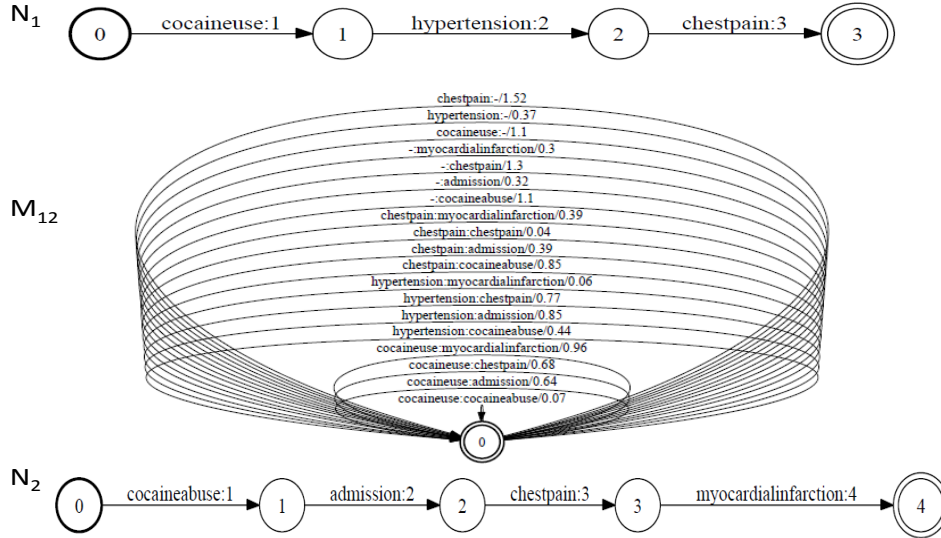 N1
0 cocaineuse:1 1 hypertension:2 2 chestpain:3 3
chestpain:-/1.52
hypertension:-/0.37
cocaineuse:-/1.1
-:myocardialinfarction/0.3
-:chestpain/1.3
-:admission/0.32
-:cocaineabuse/1.1
M12
chestpain:myocardialinfarction/0.39
chestpain:chestpain/0.04
chestpain:admission/0.39
chestpain:cocaineabuse/0.85
hypertension:myocardialinfarction/0.06
hypertension:chestpain/0.77
hypertension:admission/0.85
hypertension:cocaineabuse/0.44
cocaineuse:myocardialinfarction/0.96
cocaineuse:chestpain/0.68
cocaineuse:admission/0.64
cocaineuse:cocaineabuse/0.07
0
N2
0 cocaineabuse:1 1 admission:2 2 chestpain:3 3 myocardialinfarction:4 4